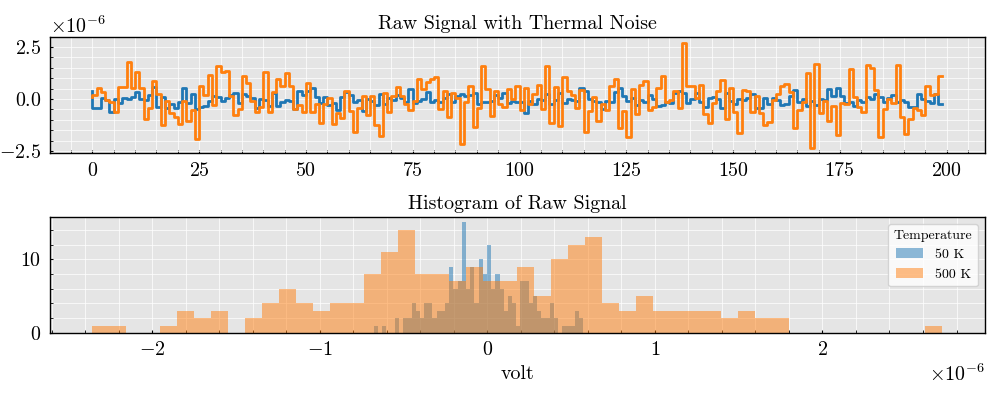 ×10⁻⁶
Raw Signal with Thermal Noise
2.5
0.0
−2.5
0 25 50 75 100 125 150 175 200
Histogram of Raw Signal
10
0
Temperature
50 K
500 K
−2 −1 0 1 2
volt
×10⁻⁶